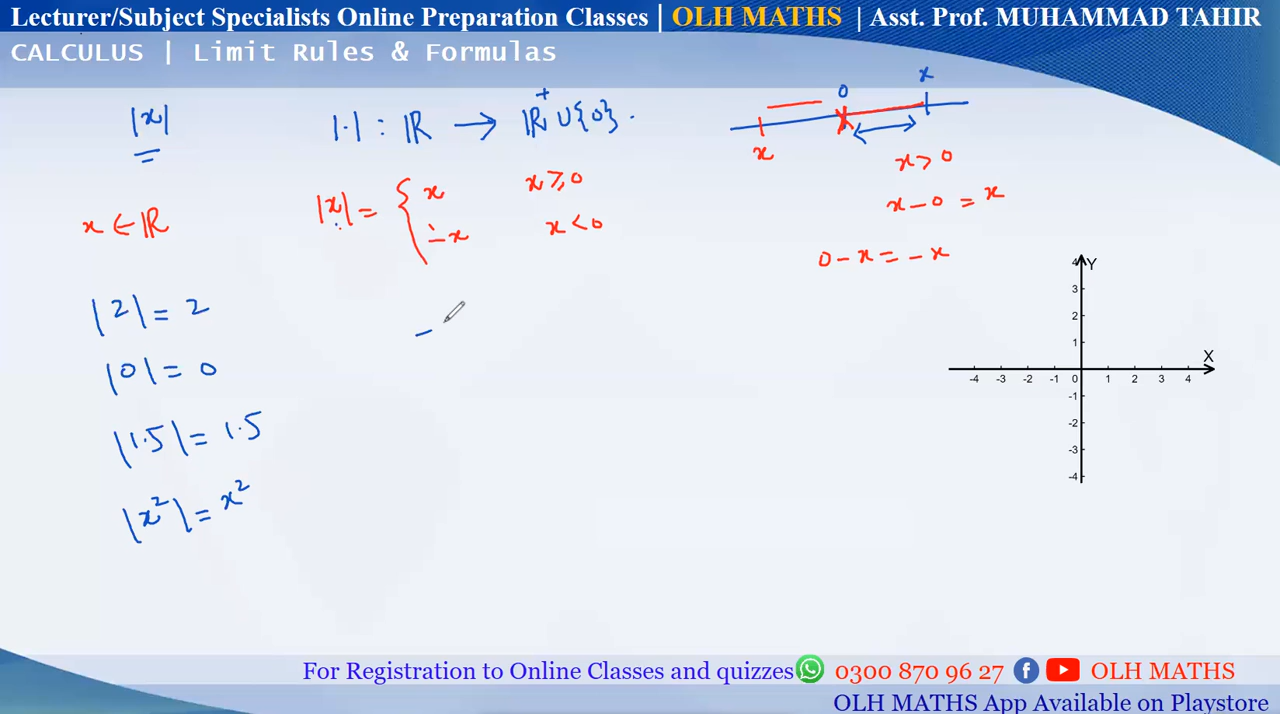 Lecturer/Subject Specialists Online Preparation Classes | OLH MATHS | Asst. Prof. MUHAMMAD TAHIR
CALCULUS | Limit Rules & Formulas
|x|
|·| : ℝ → ℝ⁺ ∪ {0}.
0 x
x
x > 0
x - 0 = x
0 - x = - x
x ∈ ℝ
|x| = { x x ≥ 0
- x x < 0
|2| = 2
|0| = 0
|1.5| = 1.5
|x²| = x²
-
Y
4
3
2
1
X
-4 -3 -2 -1 0 1 2 3 4
-1
-2
-3
-4
For Registration to Online Classes and quizzes 0300 870 96 27 f OLH MATHS
OLH MATHS App Available on Playstore